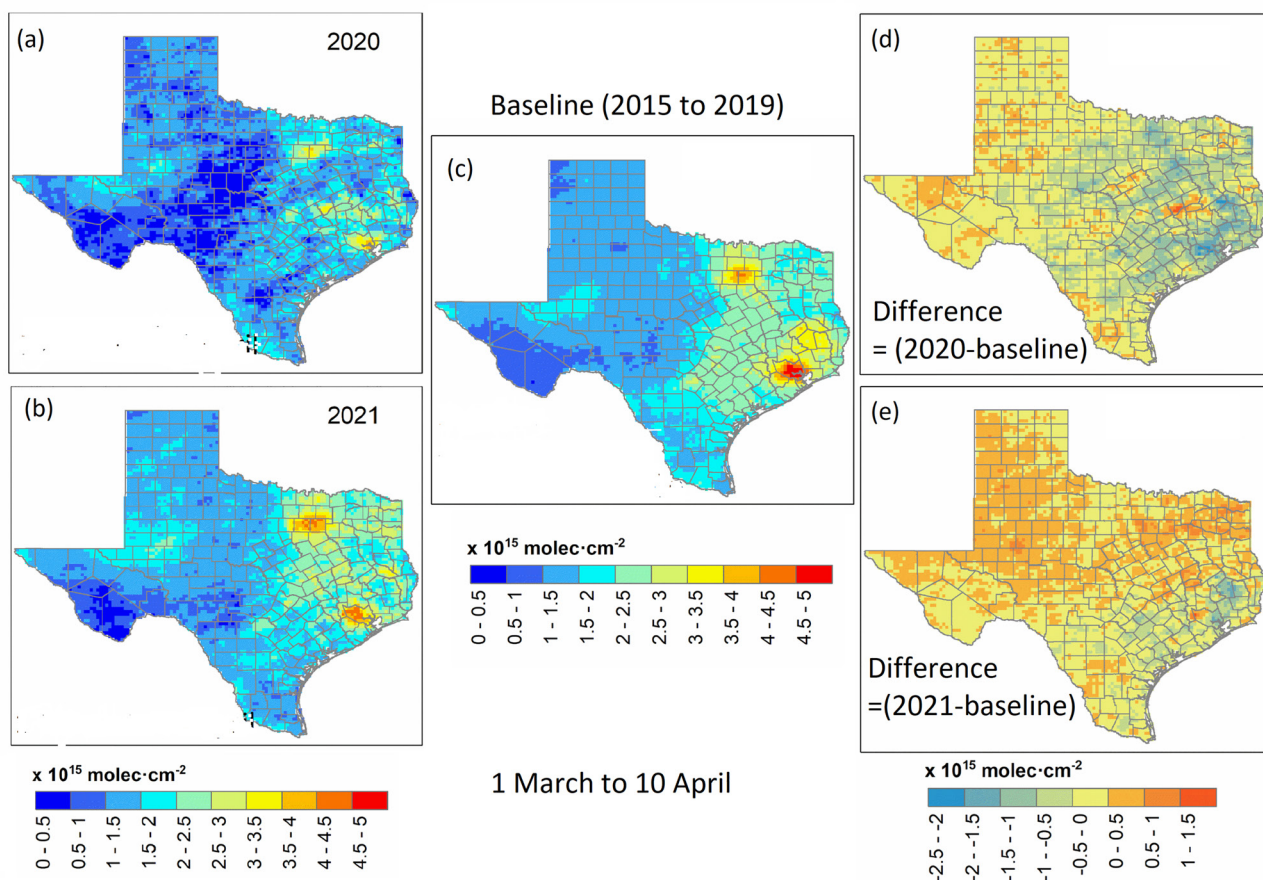 (a)
2020
(b)
2021
x 10¹⁵ molec·cm⁻²
0 - 0.5
0.5 - 1
1 - 1.5
1.5 - 2
2 - 2.5
2.5 - 3
3 - 3.5
3.5 - 4
4 - 4.5
4.5 - 5
Baseline (2015 to 2019)
(c)
x 10¹⁵ molec·cm⁻²
0 - 0.5
0.5 - 1
1 - 1.5
1.5 - 2
2 - 2.5
2.5 - 3
3 - 3.5
3.5 - 4
4 - 4.5
4.5 - 5
1 March to 10 April
(d)
Difference
= (2020-baseline)
(e)
Difference
=(2021-baseline)
x 10¹⁵ molec·cm⁻²
-2.5 - -2
-2 - -1.5
-1.5 - -1
-1 - -0.5
-0.5 - 0
0 - 0.5
0.5 - 1
1 - 1.5